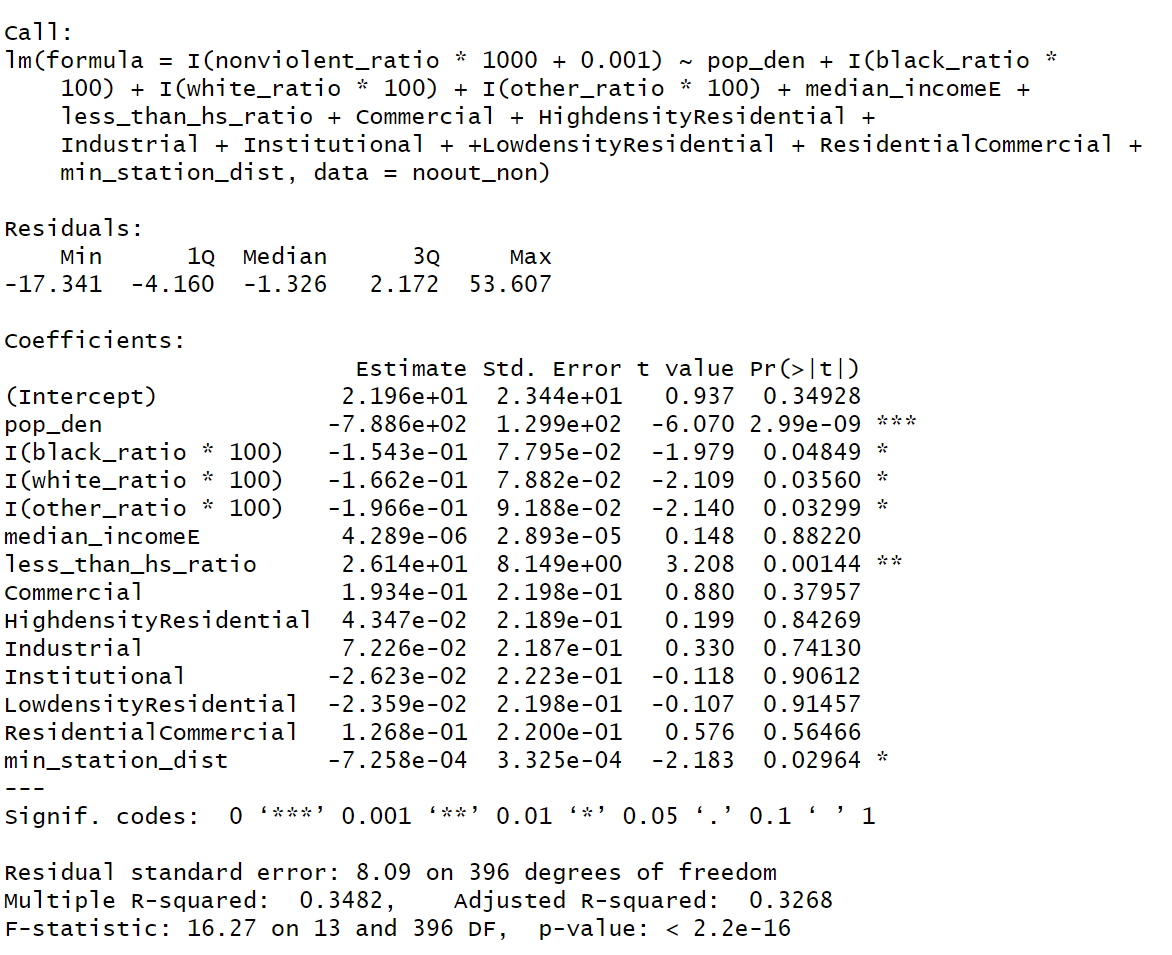 Call:
lm(formula = I(nonviolent_ratio * 1000 + 0.001) ~ pop_den + I(black_ratio *
    100) + I(white_ratio * 100) + I(other_ratio * 100) + median_incomeE +
    less_than_hs_ratio + Commercial + HighdensityResidential +
    Industrial + Institutional + +LowdensityResidential + ResidentialCommercial +
    min_station_dist, data = noout_non)

Residuals:
    Min      1Q  Median      3Q     Max
-17.341  -4.160  -1.326   2.172  53.607

Coefficients:
                         Estimate Std. Error t value Pr(>|t|)
(Intercept)             2.196e+01  2.344e+01   0.937  0.34928
pop_den                -7.886e+02  1.299e+02  -6.070 2.99e-09 ***
I(black_ratio * 100)   -1.543e-01  7.795e-02  -1.979  0.04849 *
I(white_ratio * 100)   -1.662e-01  7.882e-02  -2.109  0.03560 *
I(other_ratio * 100)   -1.966e-01  9.188e-02  -2.140  0.03299 *
median_incomeE          4.289e-06  2.893e-05   0.148  0.88220
less_than_hs_ratio      2.614e+01  8.149e+00   3.208  0.00144 **
Commercial              1.934e-01  2.198e-01   0.880  0.37957
HighdensityResidential  4.347e-02  2.189e-01   0.199  0.84269
Industrial              7.226e-02  2.187e-01   0.330  0.74130
Institutional          -2.623e-02  2.223e-01  -0.118  0.90612
LowdensityResidential  -2.359e-02  2.198e-01  -0.107  0.91457
ResidentialCommercial   1.268e-01  2.200e-01   0.576  0.56466
min_station_dist       -7.258e-04  3.325e-04  -2.183  0.02964 *
---
Signif. codes:  0 ‘***’ 0.001 ‘**’ 0.01 ‘*’ 0.05 ‘.’ 0.1 ‘ ’ 1

Residual standard error: 8.09 on 396 degrees of freedom
Multiple R-squared:  0.3482,    Adjusted R-squared:  0.3268
F-statistic: 16.27 on 13 and 396 DF,  p-value: < 2.2e-16